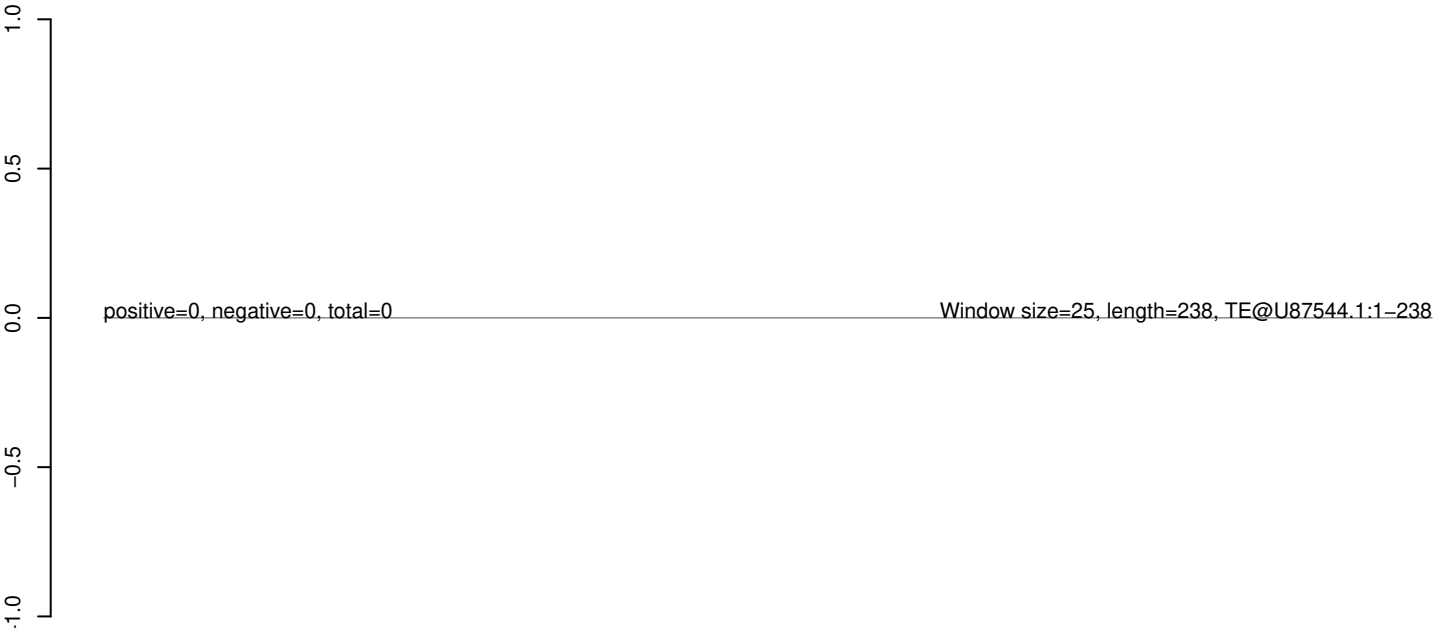 1.0
0.5
positive=0, negative=0, total=0
Window size=25, length=238, TE@U87544.1:1−238
0.0
−0.5
−1.0